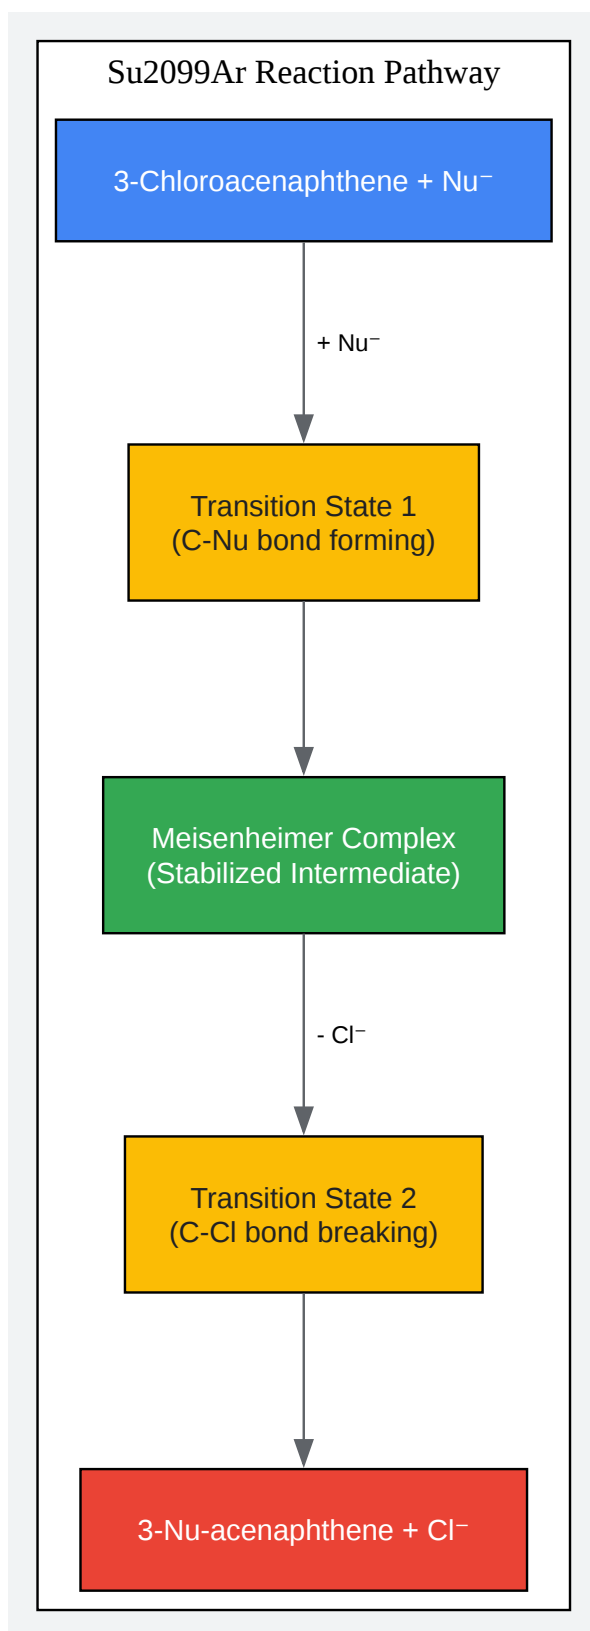 Su2099Ar Reaction Pathway
3-Chloroacenaphthene + Nu⁻
+ Nu⁻
Transition State 1
(C-Nu bond forming)
Meisenheimer Complex
(Stabilized Intermediate)
- Cl⁻
Transition State 2
(C-Cl bond breaking)
3-Nu-acenaphthene + Cl⁻